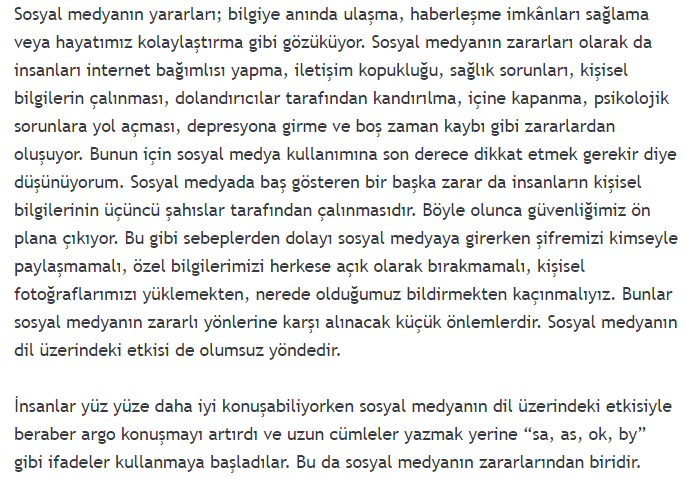 Sosyal medyanın yararları; bilgiye anında ulaşma, haberleşme imkânları sağlama
veya hayatımız kolaylaştırma gibi gözüküyor. Sosyal medyanın zararları olarak da
insanları internet bağımlısı yapma, iletişim kopukluğu, sağlık sorunları, kişisel
bilgilerin çalınması, dolandırıcılar tarafından kandırılma, içine kapanma, psikolojik
sorunlara yol açması, depresyona girme ve boş zaman kaybı gibi zararlardan
oluşuyor. Bunun için sosyal medya kullanımına son derece dikkat etmek gerekir diye
düşünüyorum. Sosyal medyada baş gösteren bir başka zarar da insanların kişisel
bilgilerinin üçüncü şahıslar tarafından çalınmasıdır. Böyle olunca güvenliğimiz ön
plana çıkıyor. Bu gibi sebeplerden dolayı sosyal medyaya girerken şifremizi kimseyle
paylaşmamalı, özel bilgilerimizi herkese açık olarak bırakmamalı, kişisel
fotoğraflarımızı yüklemekten, nerede olduğumuz bildirmekten kaçınmalıyız. Bunlar
sosyal medyanın zararlı yönlerine karşı alınacak küçük önlemlerdir. Sosyal medyanın
dil üzerindeki etkisi de olumsuz yöndedir.
İnsanlar yüz yüze daha iyi konuşabiliyorken sosyal medyanın dil üzerindeki etkisiyle
beraber argo konuşmayı artırdı ve uzun cümleler yazmak yerine “sa, as, ok, by”
gibi ifadeler kullanmaya başladılar. Bu da sosyal medyanın zararlarından biridir.